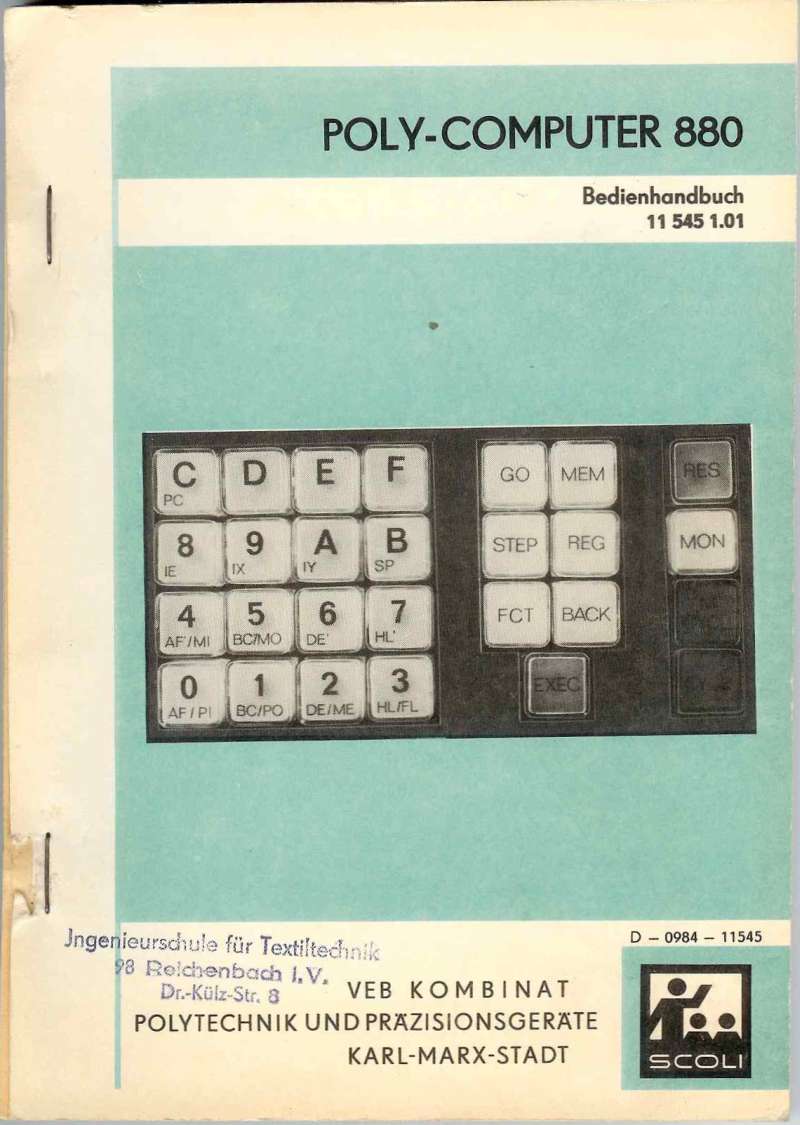 POLY-COMPUTER 880
Bedienhandbuch
11 545 1.01
C D E F
PC
8 9 A B
IE IX IY SP
4 5 6 7
AF'/MI BC'/MO DE' HL'
0 1 2 3
AF/PI BC/PO DE/ME HL/FL
GO MEM
STEP REG
FCT BACK
EXEC
RES
MON
D – 0984 – 11545
Jngenieurschule für Textiltechnik
98 Reichenbach i.V.
Dr.-Külz-Str. 8
VEB KOMBINAT
POLYTECHNIK UND PRÄZISIONSGERÄTE
KARL-MARX-STADT
SCOLI